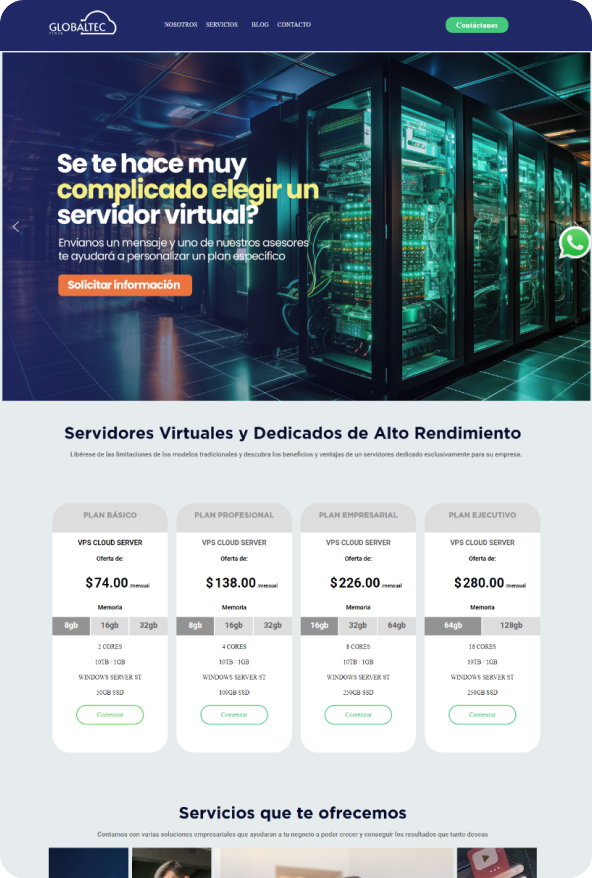 GLOBALTEC
CLOUD
NOSOTROS SERVICIOS BLOG CONTACTO
Contáctanos
Se te hace muy
complicado elegir un
servidor virtual?
Envianos un mensaje y uno de nuestros asesores
te ayudará a personalizar un plan especifico
Solicitar información
Servidores Virtuales y Dedicados de Alto Rendimiento
Libérese de las limitaciones de los modelos tradicionales y descubra los beneficios y ventajas de un servidores dedicado exclusivamente para su empresa.
PLAN BÁSICO
VPS CLOUD SERVER
Oferta de:
$74.00 /mensual
Memoria
8gb 16gb 32gb
2 CORES
10TB / 1GB
WINDOWS SERVER ST
50GB SSD
Comenzar
PLAN PROFESIONAL
VPS CLOUD SERVER
Oferta de:
$138.00 /mensual
Memoria
8gb 16gb 32gb
4 CORES
10TB / 1GB
WINDOWS SERVER ST
100GB SSD
Comenzar
PLAN EMPRESARIAL
VPS CLOUD SERVER
Oferta de:
$226.00 /mensual
Memoria
16gb 32gb 64gb
8 CORES
10TB / 1GB
WINDOWS SERVER ST
250GB SSD
Comenzar
PLAN EJECUTIVO
VPS CLOUD SERVER
Oferta de:
$280.00 /mensual
Memoria
64gb 128gb
16 CORES
10TB / 1GB
WINDOWS SERVER ST
250GB SSD
Comenzar
Servicios que te ofrecemos
Contamos con varias soluciones empresariales que ayudaran a tu negocio a poder crecer y conseguir los resultados que tanto deseas